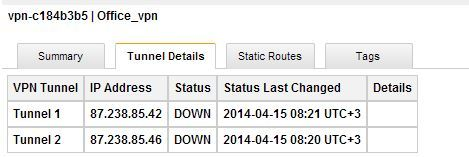 vpn-c184b3b5 | Office_vpn
Summary Tunnel Details Static Routes Tags
VPN Tunnel IP Address Status Status Last Changed Details
Tunnel 1 87.238.85.42 DOWN 2014-04-15 08:21 UTC+3
Tunnel 2 87.238.85.46 DOWN 2014-04-15 08:20 UTC+3